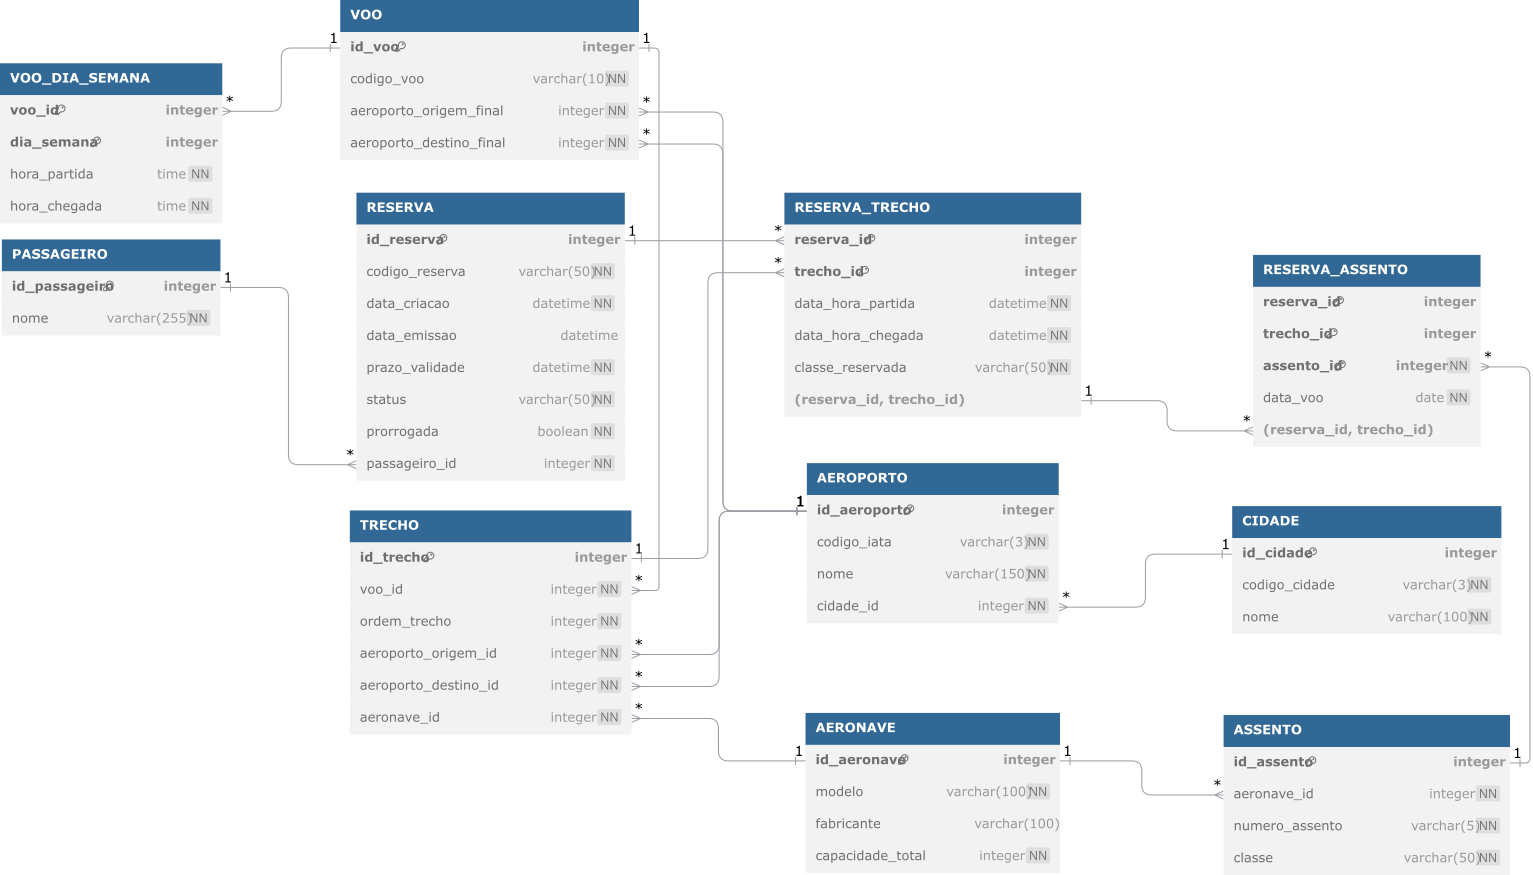 VOO
id_voo integer
codigo_voo varchar(10) NN
aeroporto_origem_final integer NN
aeroporto_destino_final integer NN
VOO_DIA_SEMANA
voo_id integer
dia_semana integer
hora_partida time NN
hora_chegada time NN
PASSAGEIRO
id_passageiro integer
nome varchar(255) NN
RESERVA
id_reserva integer
codigo_reserva varchar(50) NN
data_criacao datetime NN
data_emissao datetime
prazo_validade datetime NN
status varchar(50) NN
prorrogada boolean NN
passageiro_id integer NN
RESERVA_TRECHO
reserva_id integer
trecho_id integer
data_hora_partida datetime NN
data_hora_chegada datetime NN
classe_reservada varchar(50) NN
(reserva_id, trecho_id)
RESERVA_ASSENTO
reserva_id integer
trecho_id integer
assento_id integer NN
data_voo date NN
(reserva_id, trecho_id)
TRECHO
id_trecho integer
voo_id integer NN
ordem_trecho integer NN
aeroporto_origem_id integer NN
aeroporto_destino_id integer NN
aeronave_id integer NN
AEROPORTO
id_aeroporto integer
codigo_iata varchar(3) NN
nome varchar(150) NN
cidade_id integer NN
CIDADE
id_cidade integer
codigo_cidade varchar(3) NN
nome varchar(100) NN
AERONAVE
id_aeronave integer
modelo varchar(100) NN
fabricante varchar(100)
capacidade_total integer NN
ASSENTO
id_assento integer
aeronave_id integer NN
numero_assento varchar(5) NN
classe varchar(50) NN
1 *
1 *
* 1
* 1
1 *
1 *
1 *
1 *
* 1
* 1
* 1
1 *
1 *
1 *